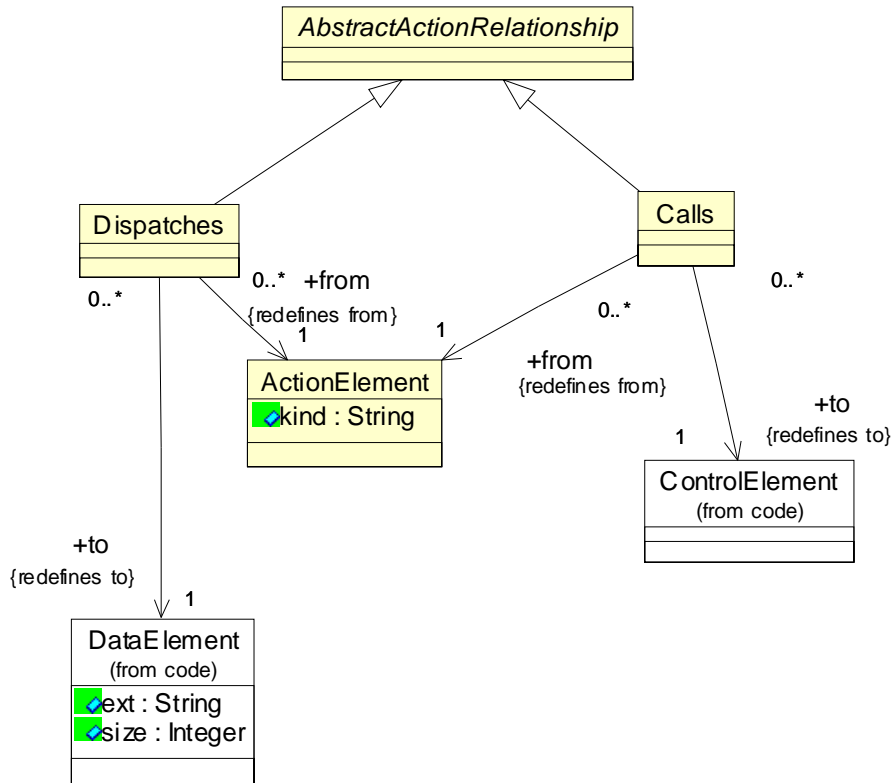 AbstractActionRelationship
Dispatches
Calls
0..*
0..*
+from
{redefines from}
1
0..*
0..*
1
+from
{redefines from}
ActionElement
kind : String
+to
{redefines to}
1
ControlElement
(from code)
+to
{redefines to}
1
DataElement
(from code)
ext : String
size : Integer